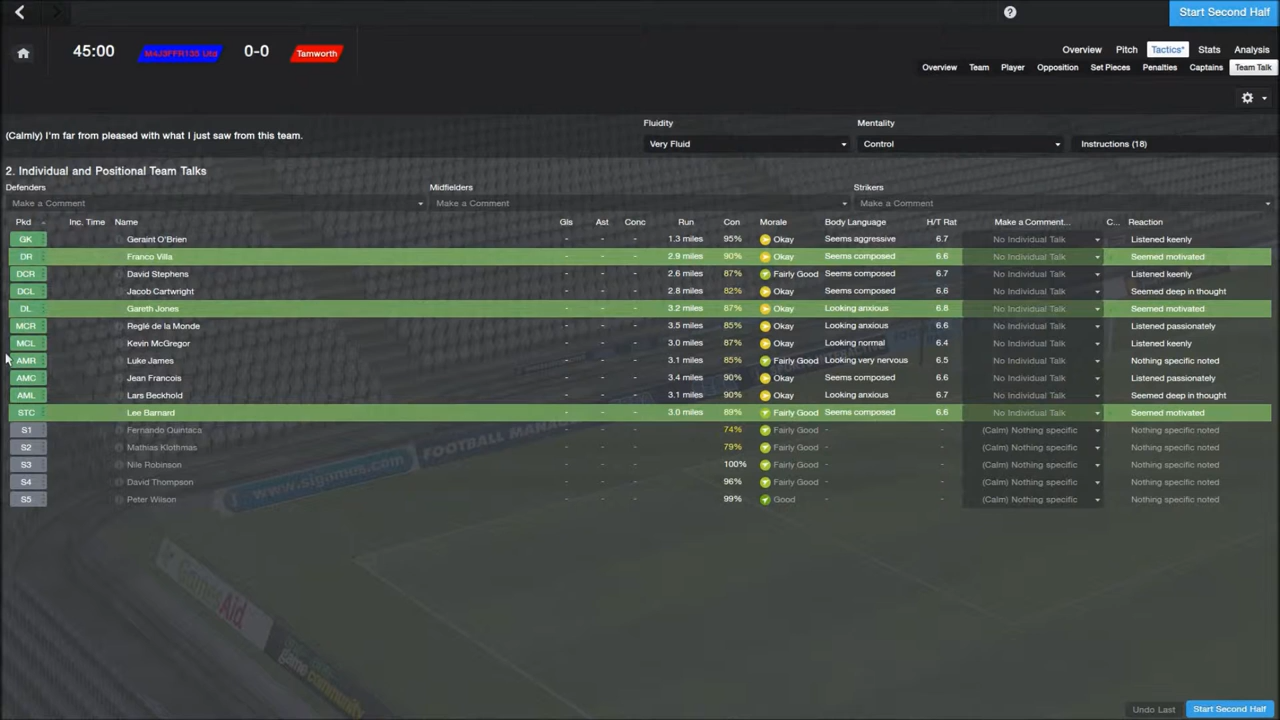 Start Second Half
45:00 M4J3FFR135 Utd 0-0 Tamworth
Overview Pitch Tactics* Stats Analysis
Overview Team Player Opposition Set Pieces Penalties Captains Team Talk
(Calmly) I'm far from pleased with what I just saw from this team.
Fluidity Mentality
Very Fluid Control Instructions (18)
2. Individual and Positional Team Talks
Defenders Midfielders Strikers
Make a Comment Make a Comment Make a Comment
Pkd Inc. Time Name Gls Ast Conc Run Con Morale Body Language H/T Rat Make a Comment... C... Reaction
GK Geraint O'Brien - - - 1.3 miles 95% Okay Seems aggressive 6.7 No Individual Talk Listened keenly
DR Franco Villa - - - 2.9 miles 90% Okay Seems composed 6.6 No Individual Talk Seemed motivated
DCR David Stephens - - - 2.6 miles 87% Fairly Good Seems composed 6.7 No Individual Talk Listened keenly
DCL Jacob Cartwright - - - 2.8 miles 82% Okay Seems composed 6.6 No Individual Talk Seemed deep in thought
DL Gareth Jones - - - 3.2 miles 87% Okay Looking anxious 6.8 No Individual Talk Seemed motivated
MCR Reglé de la Monde - - - 3.5 miles 85% Okay Looking anxious 6.6 No Individual Talk Listened passionately
MCL Kevin McGregor - - - 3.0 miles 87% Okay Looking normal 6.4 No Individual Talk Listened keenly
AMR Luke James - - - 3.1 miles 85% Fairly Good Looking very nervous 6.5 No Individual Talk Nothing specific noted
AMC Jean Francois - - - 3.4 miles 90% Okay Seems composed 6.6 No Individual Talk Listened passionately
AML Lars Beckhold - - - 3.1 miles 90% Okay Looking anxious 6.7 No Individual Talk Seemed deep in thought
STC Lee Barnard - - - 3.0 miles 89% Fairly Good Seems composed 6.6 No Individual Talk Seemed motivated
S1 Fernando Quintaca - - - 74% Fairly Good - - (Calm) Nothing specific Nothing specific noted
S2 Mathias Klothmas - - - 79% Fairly Good - - (Calm) Nothing specific Nothing specific noted
S3 Nile Robinson - - - 100% Fairly Good - - (Calm) Nothing specific Nothing specific noted
S4 David Thompson - - - 96% Fairly Good - - (Calm) Nothing specific Nothing specific noted
S5 Peter Wilson - - - 99% Good - - (Calm) Nothing specific Nothing specific noted
FOOTBALL MANAGER
www.sigames.com
GamesAid
Undo Last Start Second Half